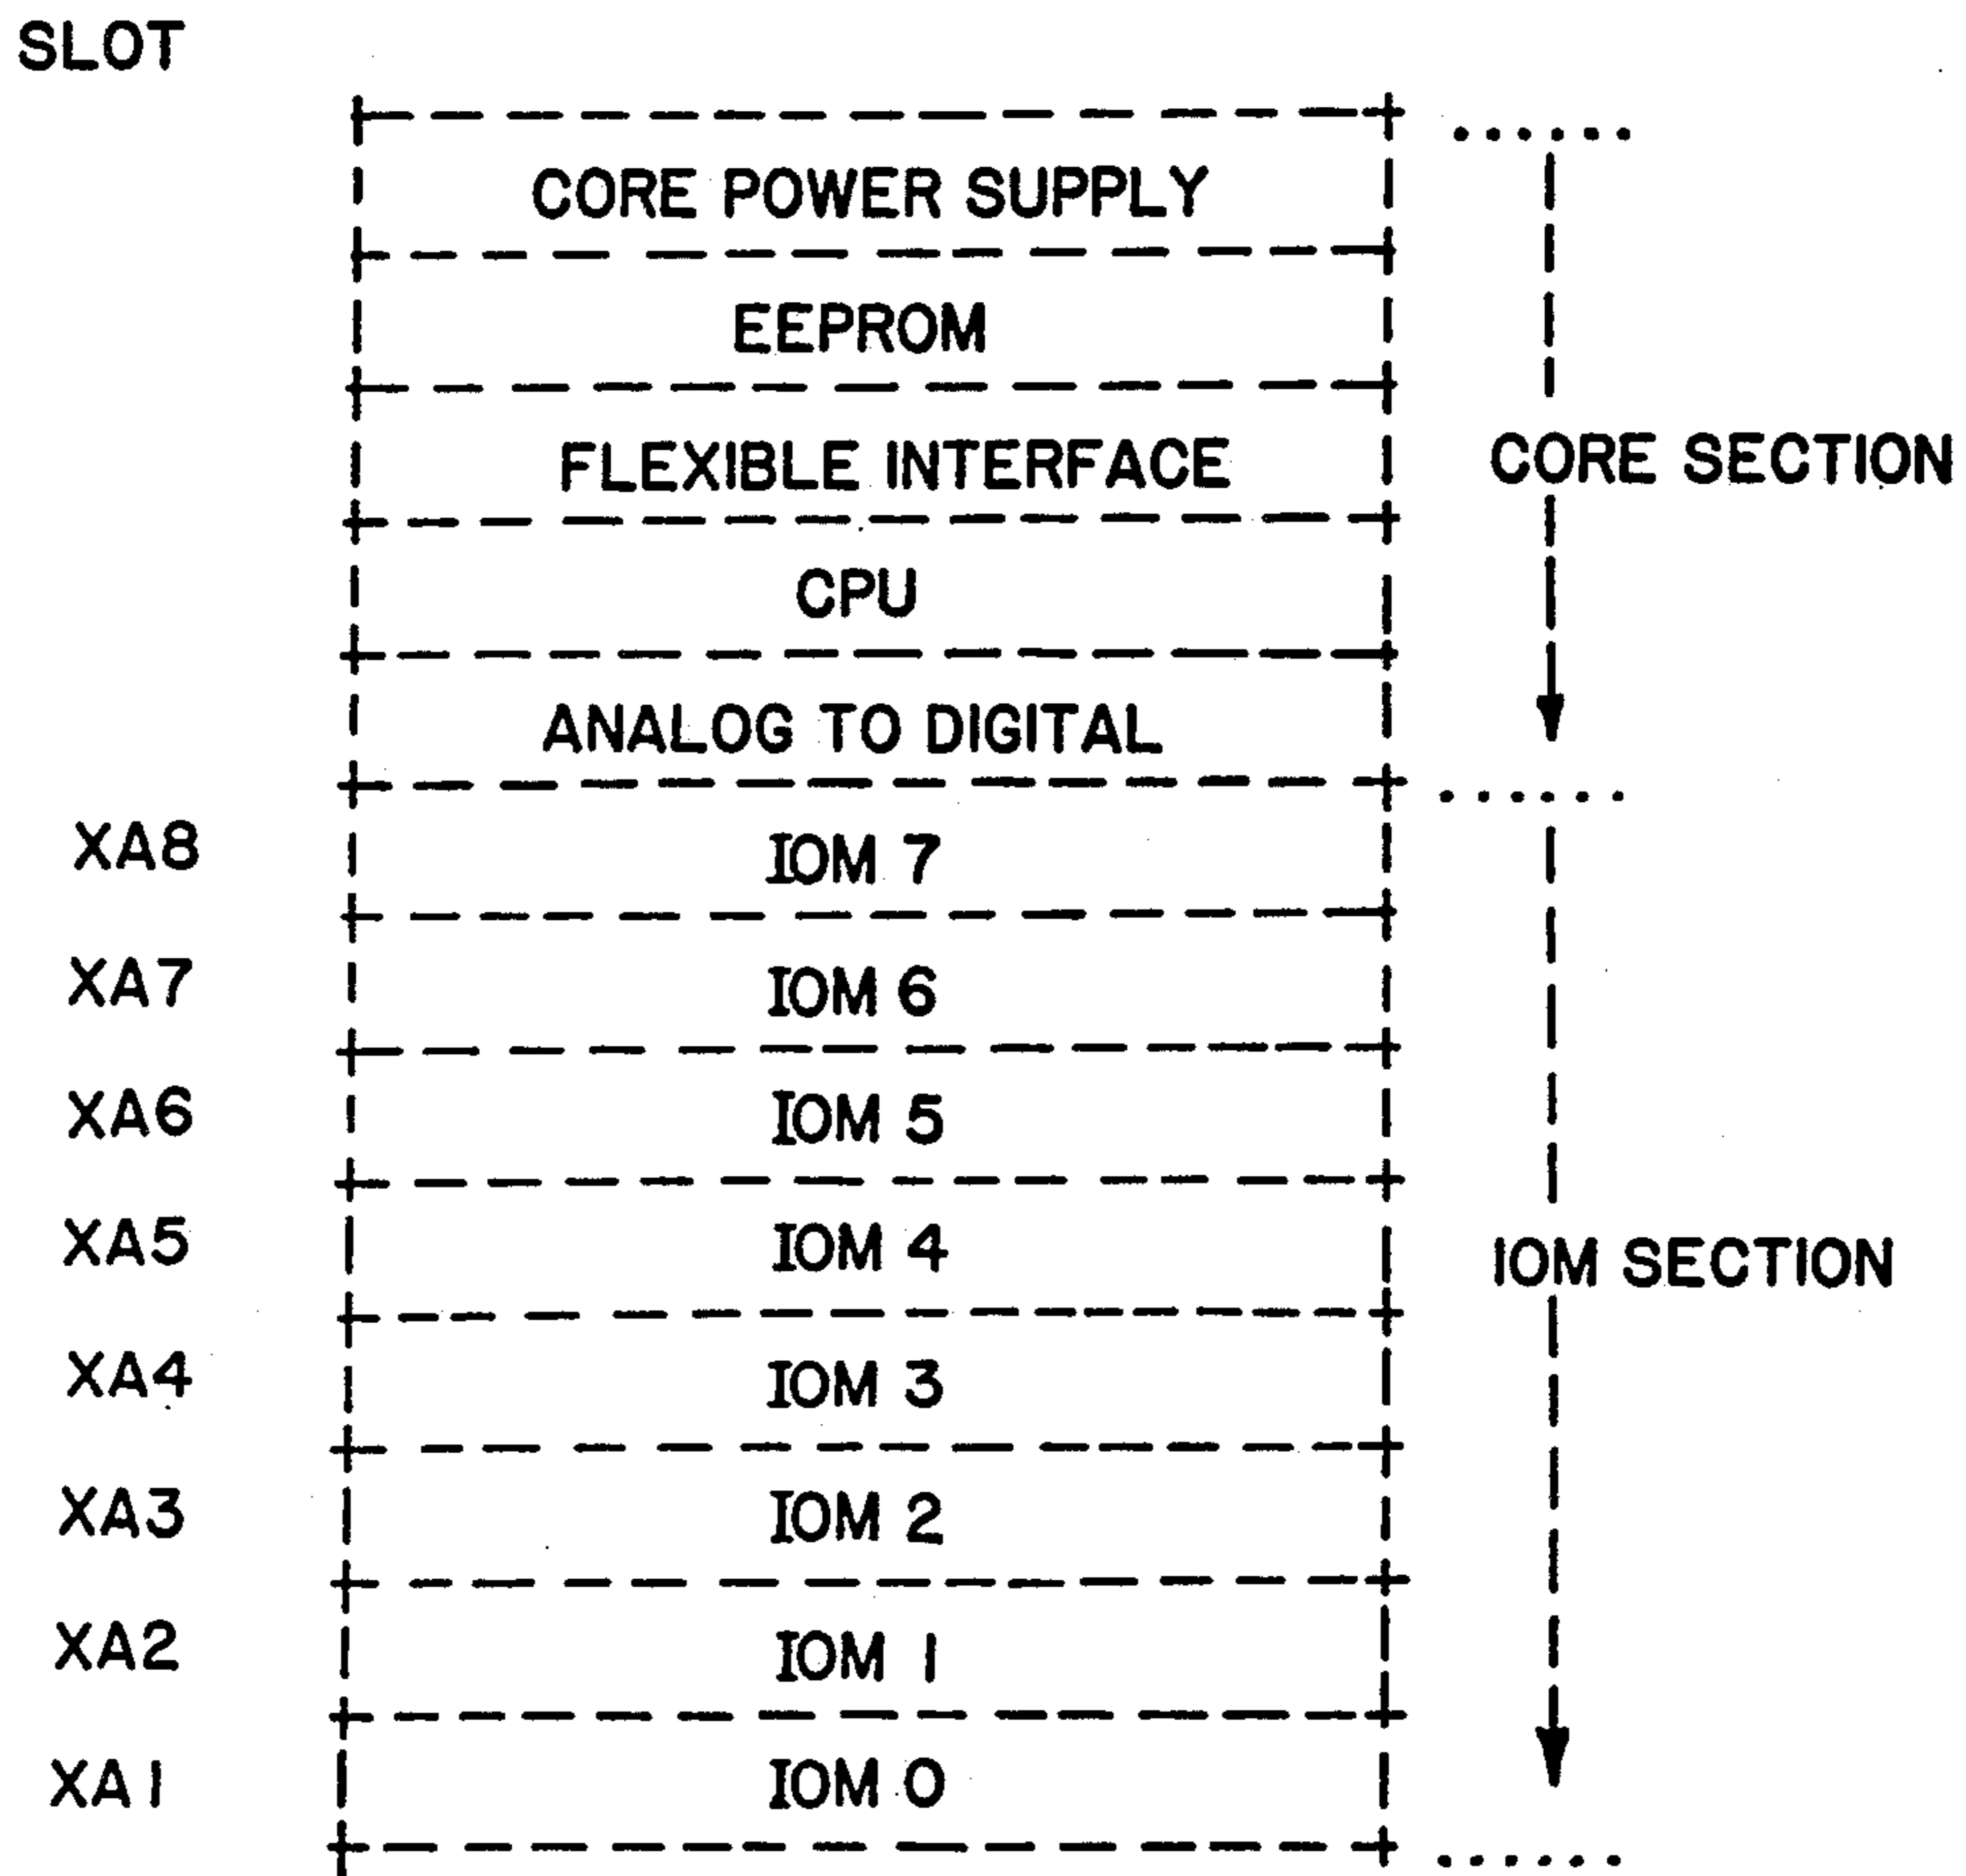 SLOT
CORE POWER SUPPLY
EEPROM
FLEXIBLE INTERFACE
CORE SECTION
CPU
ANALOG TO DIGITAL
XA8 IOM 7
XA7 IOM 6
XA6 IOM 5
XA5 IOM 4
IOM SECTION
XA4 IOM 3
XA3 IOM 2
XA2 IOM 1
XA1 IOM 0